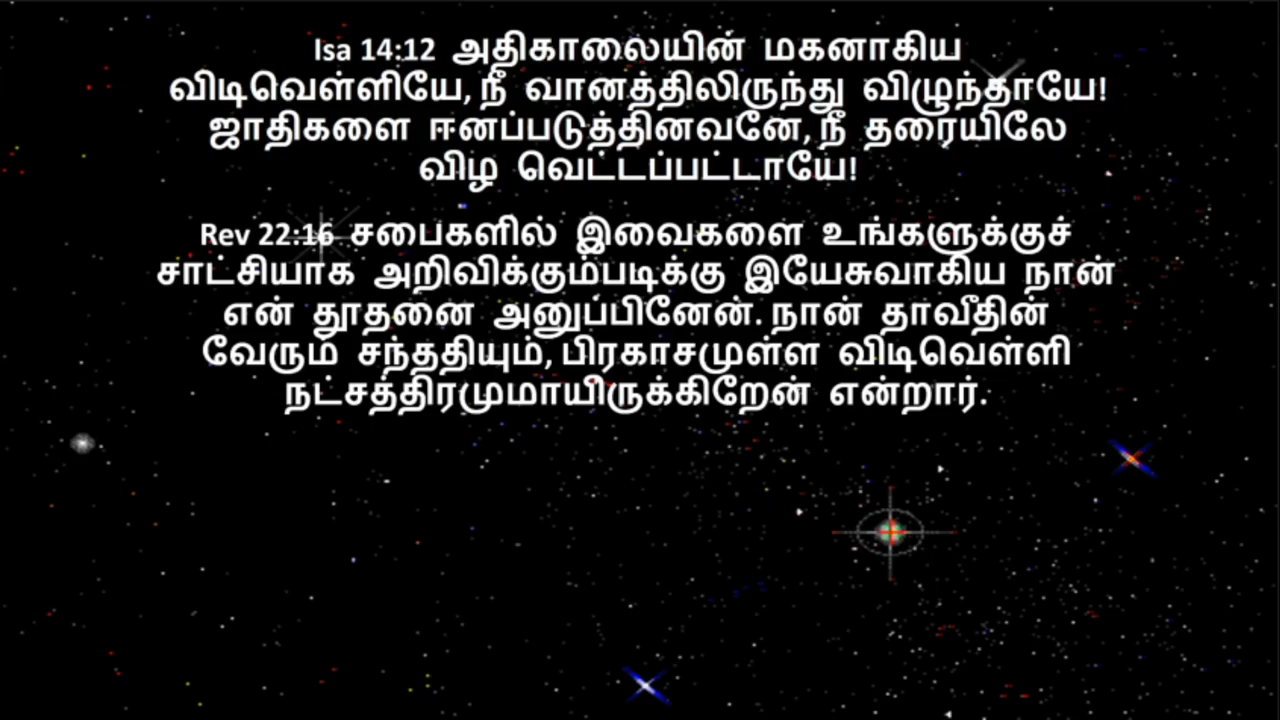 Isa 14:12 அதிகாலையின் மகனாகிய
விடிவெள்ளியே, நீ வானத்திலிருந்து விழுந்தாயே!
ஜாதிகளை ஈனப்படுத்தினவனே, நீ தரையிலே
விழ வெட்டப்பட்டாயே!
Rev 22:16 சபைகளில் இவைகளை உங்களுக்குச்
சாட்சியாக அறிவிக்கும்படிக்கு இயேசுவாகிய நான்
என் தூதனை அனுப்பினேன். நான் தாவீதின்
வேரும் சந்ததியும், பிரகாசமுள்ள விடிவெள்ளி
நட்சத்திரமுமாயிருக்கிறேன் என்றார்.